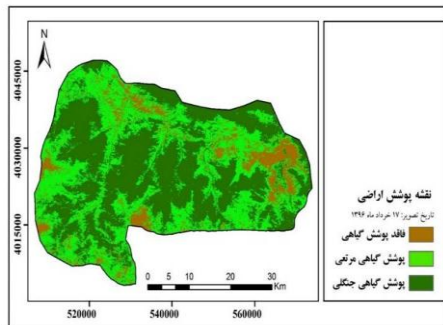 N
4045000
4030000
4015000
520000
540000
560000
0 5 10 20 30
Km
نقشه پوشش اراضی
تاریخ تصویر: ۱۷ خرداد ماه ۱۳۹۶
فاقد پوشش گیاهی
پوشش گیاهی مرتعی
پوشش گیاهی جنگلی